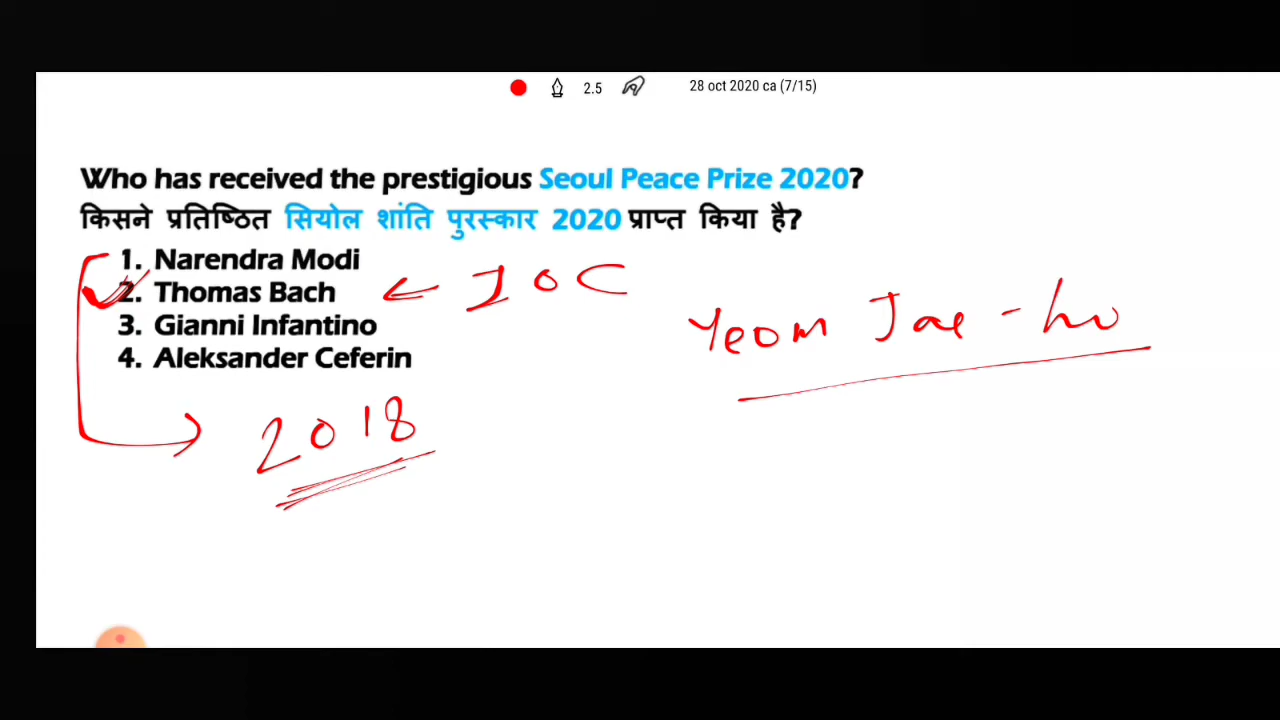 2.5 28 oct 2020 ca (7/15)
Who has received the prestigious Seoul Peace Prize 2020?
किसने प्रतिष्ठित सियोल शांति पुरस्कार 2020 प्राप्त किया है?
1. Narendra Modi
2. Thomas Bach
IOC
3. Gianni Infantino
Yeom Jae-ho
4. Aleksander Ceferin
2018